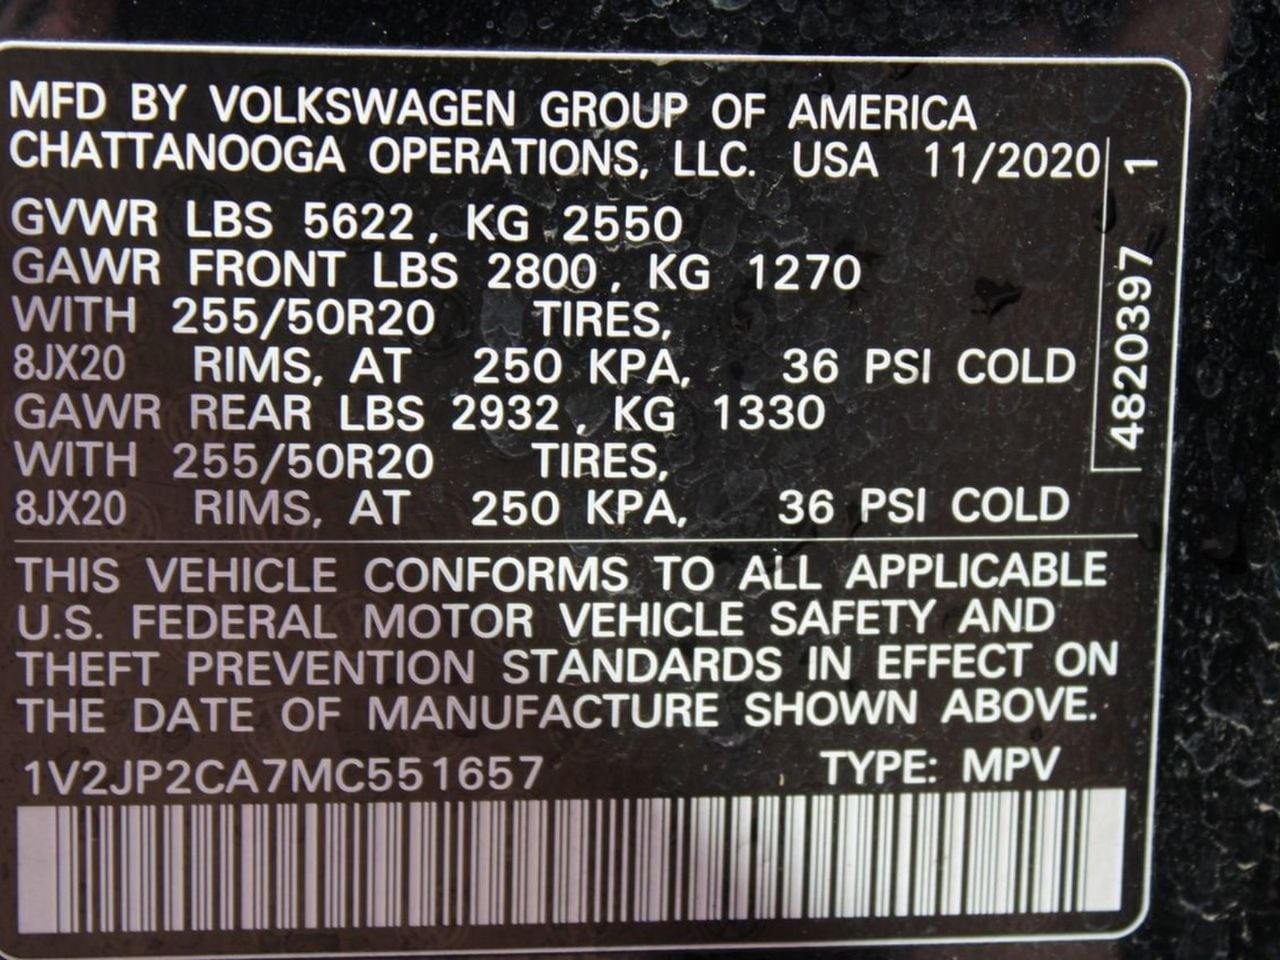 MFD BY VOLKSWAGEN GROUP OF AMERICA
CHATTANOOGA OPERATIONS, LLC. USA 11/2020
GVWR LBS 5622, KG 2550
GAWR FRONT LBS 2800, KG 1270
WITH 255/50R20 TIRES,
8JX20 RIMS, AT 250 KPA, 36 PSI COLD
GAWR REAR LBS 2932, KG 1330
WITH 255/50R20 TIRES,
8JX20 RIMS, AT 250 KPA, 36 PSI COLD
4820397 1
THIS VEHICLE CONFORMS TO ALL APPLICABLE
U.S. FEDERAL MOTOR VEHICLE SAFETY AND
THEFT PREVENTION STANDARDS IN EFFECT ON
THE DATE OF MANUFACTURE SHOWN ABOVE.
1V2JP2CA7MC551657 TYPE: MPV